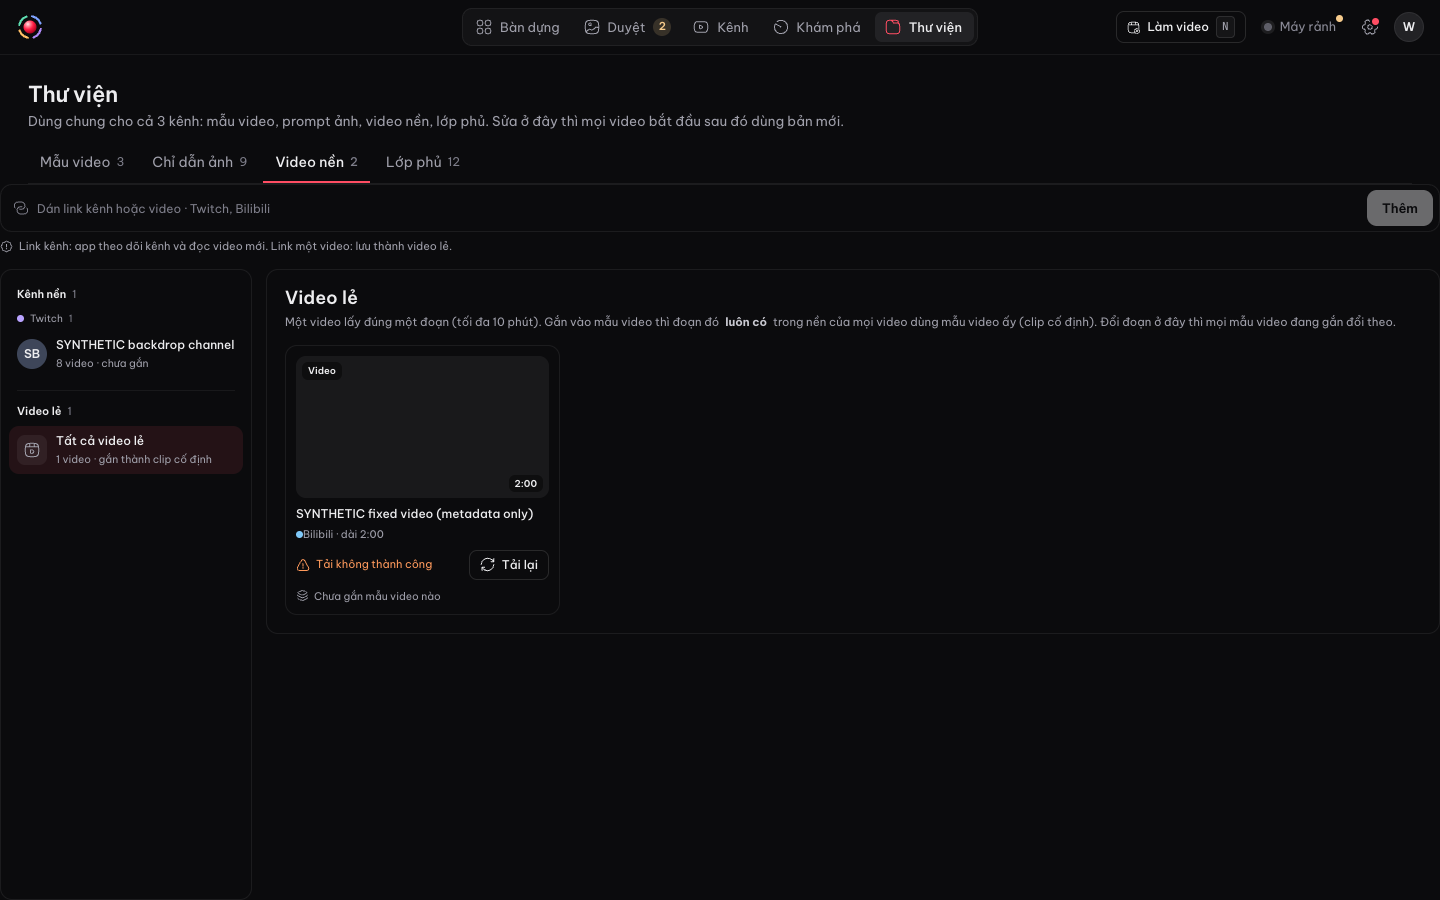 Bàn dựng
Duyệt 2
Kênh
Khám phá
Thư viện
Làm video N
Máy rảnh
W
Thư viện
Dùng chung cho cả 3 kênh: mẫu video, prompt ảnh, video nền, lớp phủ. Sửa ở đây thì mọi video bắt đầu sau đó dùng bản mới.
Mẫu video 3
Chỉ dẫn ảnh 9
Video nền 2
Lớp phủ 12
Dán link kênh hoặc video · Twitch, Bilibili
Thêm
Link kênh: app theo dõi kênh và đọc video mới. Link một video: lưu thành video lẻ.
Kênh nền 1
Twitch 1
SB
SYNTHETIC backdrop channel
8 video · chưa gắn
Video lẻ 1
Tất cả video lẻ
1 video · gắn thành clip cố định
Video lẻ
Một video lấy đúng một đoạn (tối đa 10 phút). Gắn vào mẫu video thì đoạn đó luôn có trong nền của mọi video dùng mẫu video ấy (clip cố định). Đổi đoạn ở đây thì mọi mẫu video đang gắn đổi theo.
Video
2:00
SYNTHETIC fixed video (metadata only)
Bilibili · dài 2:00
Tải không thành công
Tải lại
Chưa gắn mẫu video nào